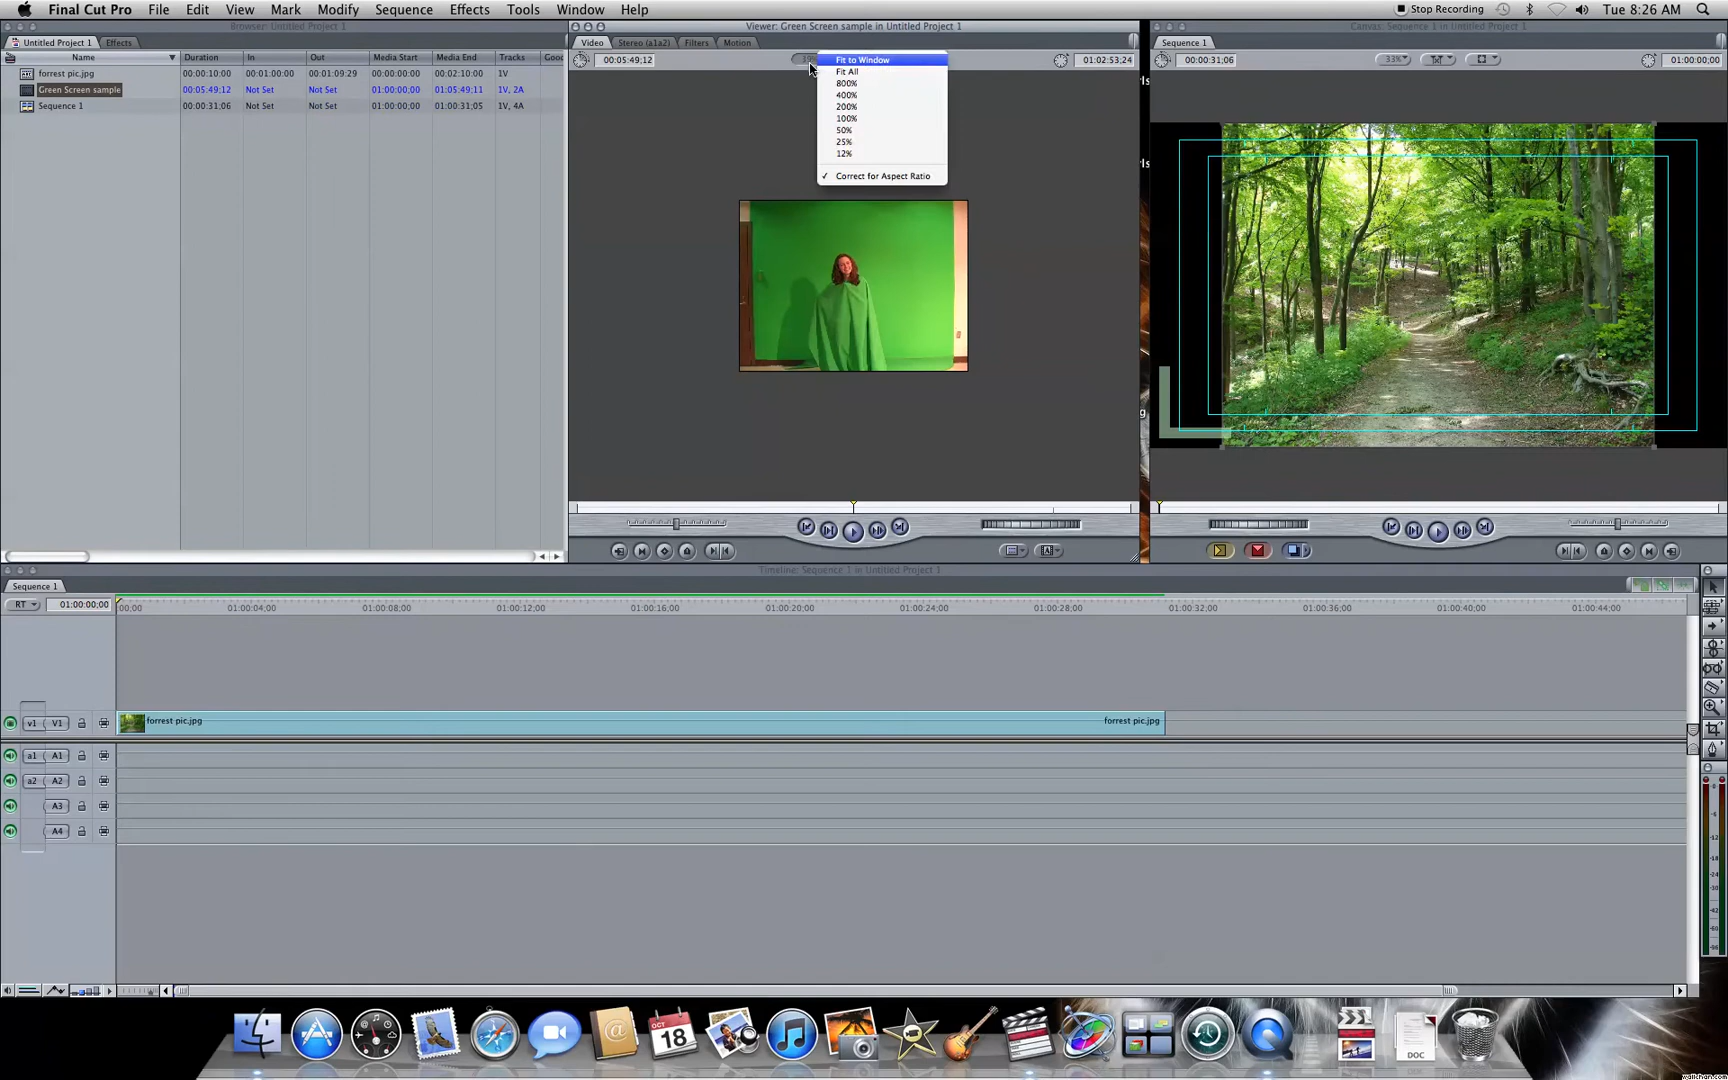 Final Cut Pro File Edit View Mark Modify Sequence Effects Tools Window Help Stop Recording Tue 8:26 AM
Browser: Untitled Project 1
Untitled Project 1 Effects
Name Duration In Out Media Start Media End Tracks Good
forrest pic.jpg 00:00:10:00 00:01:00:00 00:01:09:29 00:00:00:00 00:02:10:00 1V
Green Screen sample 00:05:49;12 Not Set Not Set 01:00:00;00 01:05:49;11 1V, 2A
Sequence 1 00:00:31;06 Not Set Not Set 01:00:00;00 01:00:31;05 1V, 4A
Viewer: Green Screen sample in Untitled Project 1
Video Stereo (a1a2) Filters Motion
00:05:49;12 01:02:53;24
Fit to Window
Fit All
800%
400%
200%
100%
50%
25%
12%
✓ Correct for Aspect Ratio
Canvas: Sequence 1 in Untitled Project 1
Sequence 1
00:00:31;06 33% 01:00:00;00
Timeline: Sequence 1 in Untitled Project 1
Sequence 1
RT 01:00:00;00 00:00 01:00:04;00 01:00:08;00 01:00:12;00 01:00:16;00 01:00:20;00 01:00:24;00 01:00:28;00 01:00:32;00 01:00:36;00 01:00:40;00 01:00:44;00
v1 V1 forrest pic.jpg forrest pic.jpg
a1 A1
a2 A2
A3
A4
OCT
18
DOC
wallchan.com